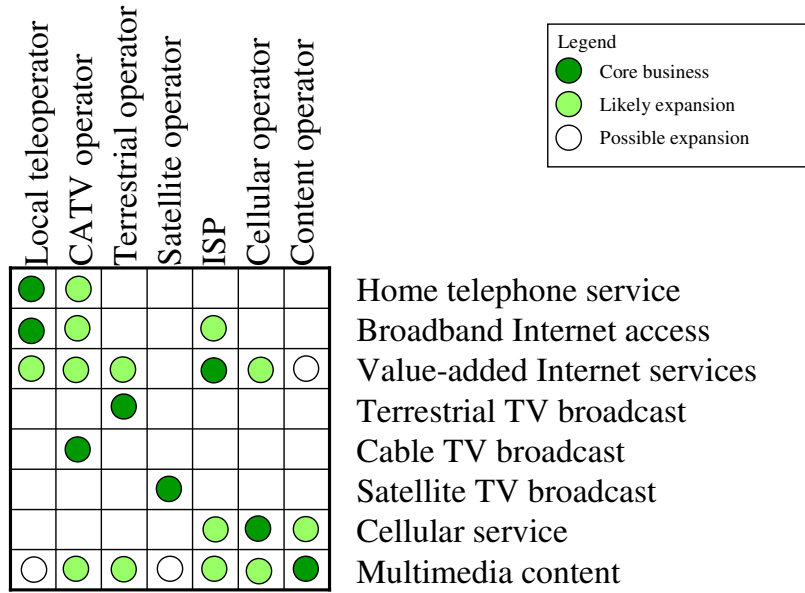 Local teleoperator
CATV operator
Terrestrial operator
Satellite operator
ISP
Cellular operator
Content operator
Legend
Core business
Likely expansion
Possible expansion
Home telephone service
Broadband Internet access
Value-added Internet services
Terrestrial TV broadcast
Cable TV broadcast
Satellite TV broadcast
Cellular service
Multimedia content